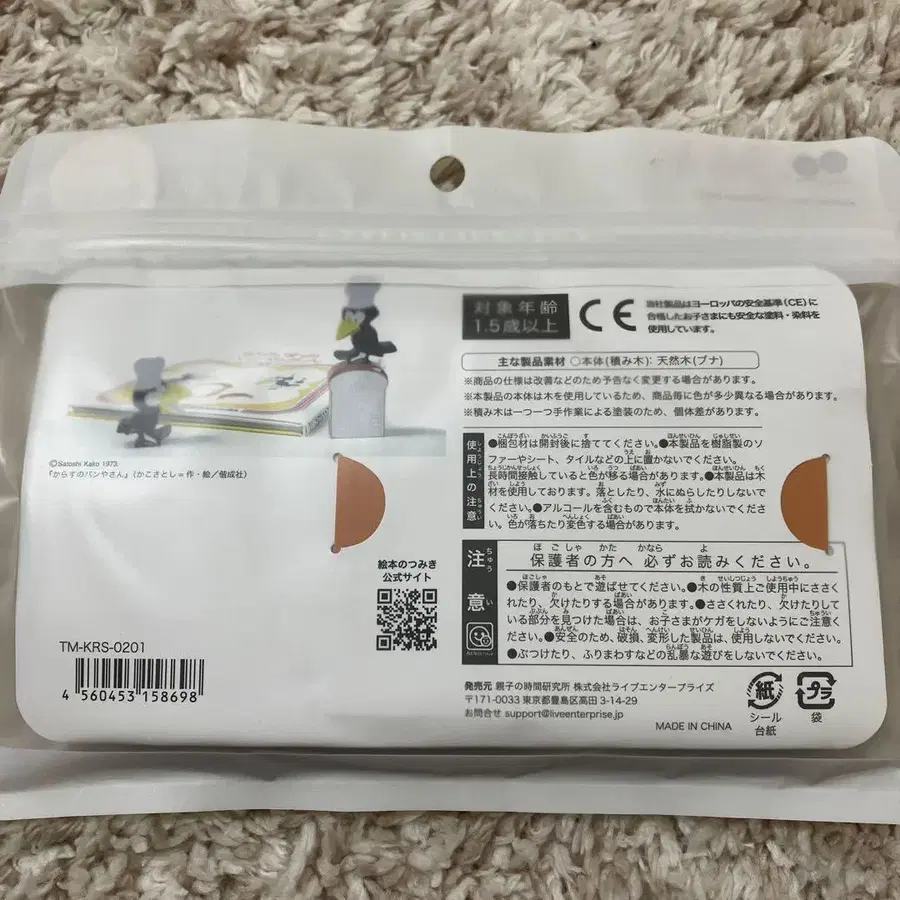 ©Satoshi Kako 1973.
『からすのパンやさん』(かこさとし=作・絵/偕成社)
絵本のつみき
公式サイト
TM-KRS-0201
4 560453 158698
対象年齢
1.5歳以上
CE
当社製品はヨーロッパの安全基準(CE)に
合格したお子さまにも安全な塗料・染料を
使用しています。
主な製品素材 ○本体(積み木): 天然木(ブナ)
※商品の仕様は改善などのため予告なく変更する場合があります。
※本製品の本体は木を使用しているため、商品毎に色が多少異なる場合があります。
※積み木は一つ一つ手作業による塗装のため、個体差があります。
使用上の注意
●梱包材は開封後に捨ててください。●本製品を樹脂製のソ
ファーやシート、タイルなどの上に置かないでください。
長時間接触していると色が移る場合があります。●本製品は木
材を使用しております。落としたり、水にぬらしたりしないで
ください。●アルコールを含むもので本体を拭かないでくださ
い。色が落ちたり変色する場合があります。
注意
保護者の方へ 必ずお読みください。
●保護者のもとで遊ばせてください。●木の性質上ご使用中にささく
れたり、欠けたりする場合があります。●ささくれたり、欠けたりして
いる部分を見つけた場合は、お子さまがケガをしないようにご注意く
ださい。●安全のため、破損、変形した製品は、使用しないでください。
●ぶつけたり、ふりまわすなどの乱暴な遊びをしないでください。
発売元 親子の時間研究所 株式会社ライブエンタープライズ
〒171-0033 東京都豊島区高田 3-14-29
お問合せ support@liveenterprise.jp
MADE IN CHINA
紙
シール
台紙
プラ
袋